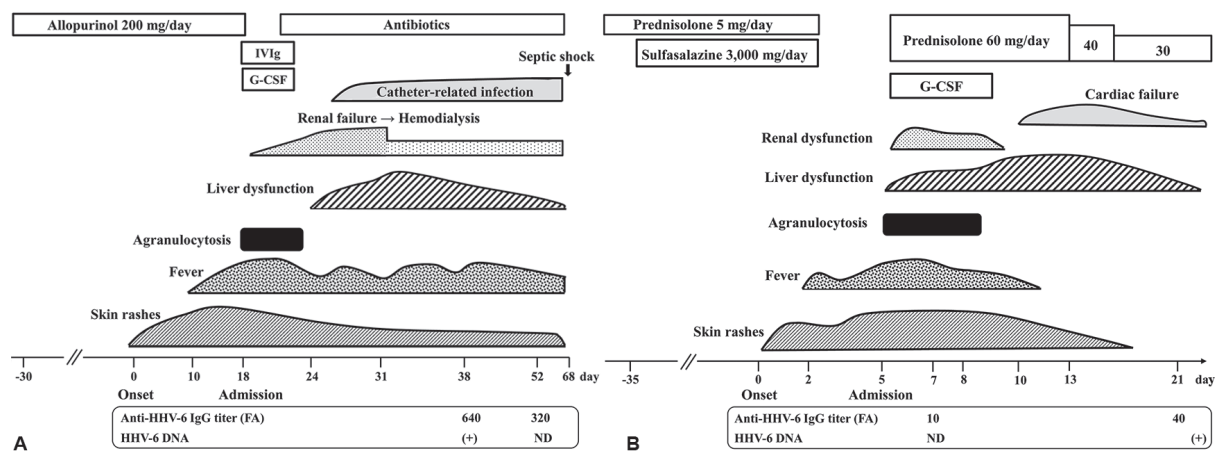 Allopurinol 200 mg/day
Antibiotics
IVIg
G-CSF
Septic shock
Catheter-related infection
Renal failure → Hemodialysis
Liver dysfunction
Agranulocytosis
Fever
Skin rashes
-30 0 10 18 24 31 38 52 68 day
Onset Admission
Anti-HHV-6 IgG titer (FA) 640 320
HHV-6 DNA (+) ND
A
Prednisolone 5 mg/day
Sulfasalazine 3,000 mg/day
Prednisolone 60 mg/day 40 30
G-CSF
Cardiac failure
Renal dysfunction
Liver dysfunction
Agranulocytosis
Fever
Skin rashes
-35 0 2 5 7 8 10 13 21 day
Onset Admission
Anti-HHV-6 IgG titer (FA) 10 40
HHV-6 DNA ND (+)
B